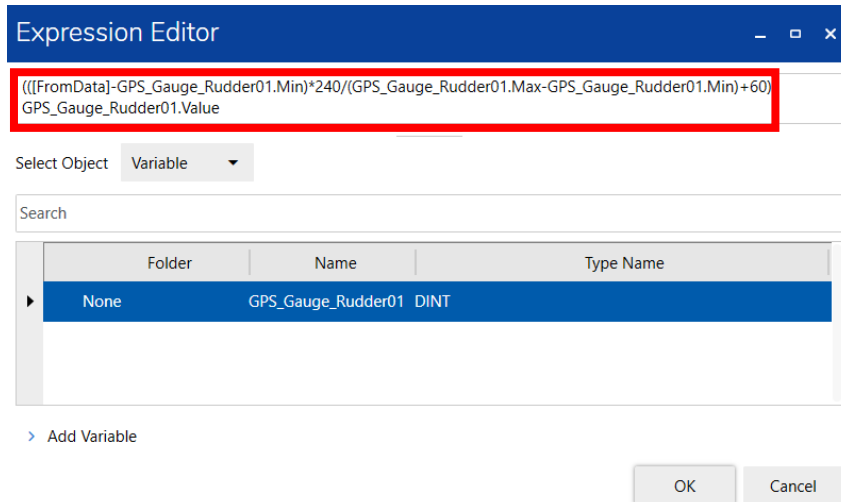 Expression Editor
(([FromData]-GPS_Gauge_Rudder01.Min)*240/(GPS_Gauge_Rudder01.Max-GPS_Gauge_Rudder01.Min)+60)
GPS_Gauge_Rudder01.Value
Select Object Variable
Search
Folder Name Type Name
None GPS_Gauge_Rudder01 DINT
> Add Variable
OK Cancel